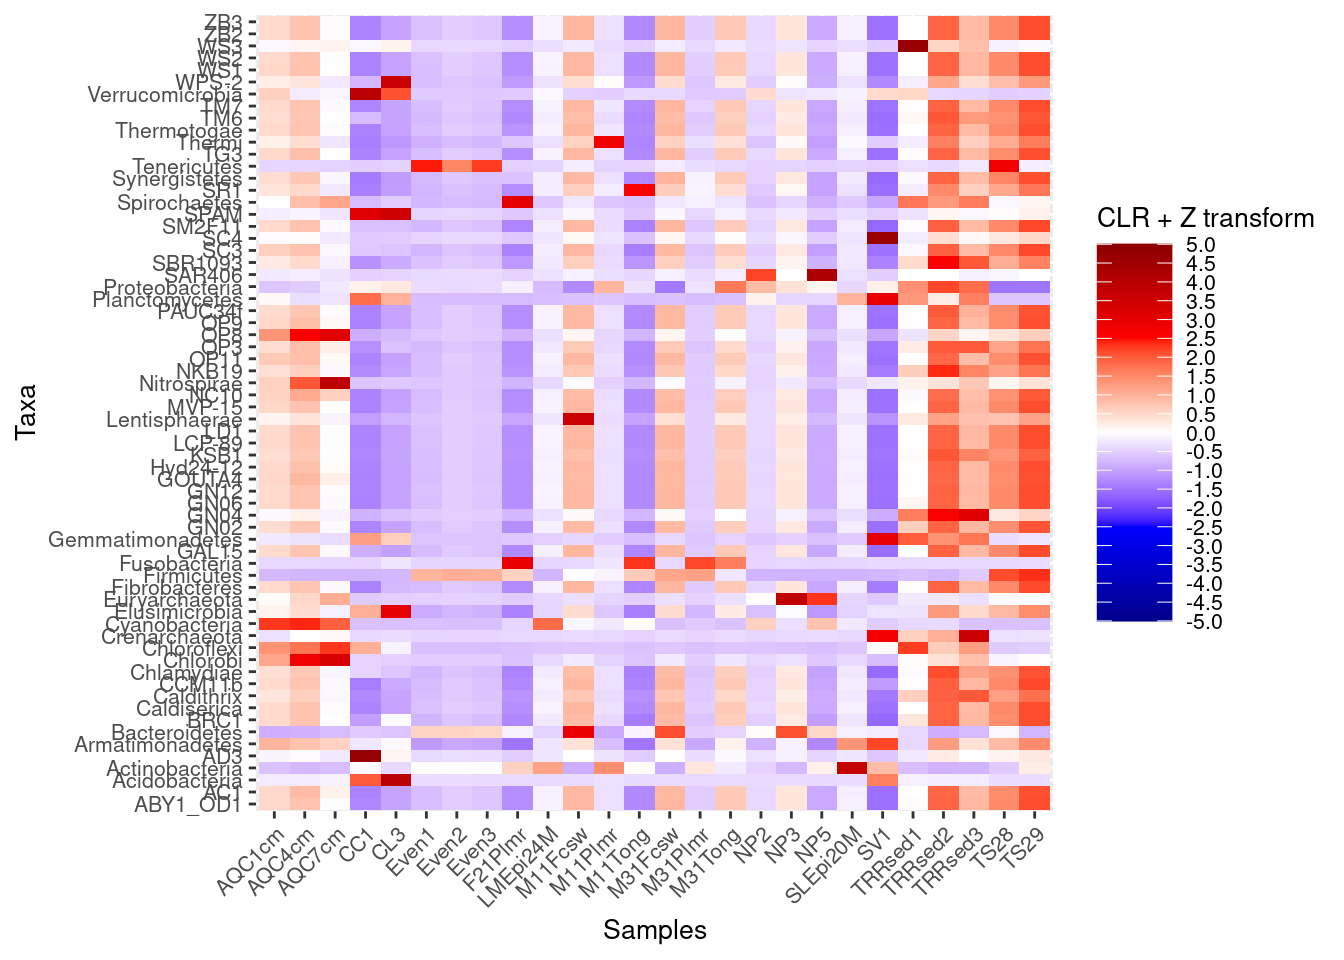 ZB3
ZB2
WS3
WS2
WS1
WPS-2
Verrucomicrobia
TM7
TM6
Thermotogae
Thermi
TG3
Tenericutes
Synergistetes
SR1
Spirochaetes
SPAM
SM2F11
SC4
SC3
SBR1093
SAR406
Proteobacteria
Planctomycetes
PAUC34f
OP9
OP8
OP3
OP11
NKB19
Nitrospirae
NC10
MVP-15
Lentisphaerae
LD1
LCP-89
KSB1
Hyd24-12
GOUTA4
GN12
GN06
GN04
GN02
Gemmatimonadetes
GAL15
Fusobacteria
Firmicutes
Fibrobacteres
Euryarchaeota
Elusimicrobia
Cyanobacteria
Crenarchaeota
Chloroflexi
Chlorobi
Chlamydiae
CCM11b
Caldithrix
Caldiserica
BRC1
Bacteroidetes
Armatimonadetes
AD3
Actinobacteria
Acidobacteria
AC1
ABY1_OD1
Taxa
AQC1cm
AQC4cm
AQC7cm
CC1
CL3
Even1
Even2
Even3
F21Plmr
LMEpi24M
M11Fcsw
M11Plmr
M11Tong
M31Fcsw
M31Plmr
M31Tong
NP2
NP3
NP5
SLEpi20M
SV1
TRRsed1
TRRsed2
TRRsed3
TS28
TS29
Samples
CLR + Z transform
5.0
4.5
4.0
3.5
3.0
2.5
2.0
1.5
1.0
0.5
0.0
-0.5
-1.0
-1.5
-2.0
-2.5
-3.0
-3.5
-4.0
-4.5
-5.0